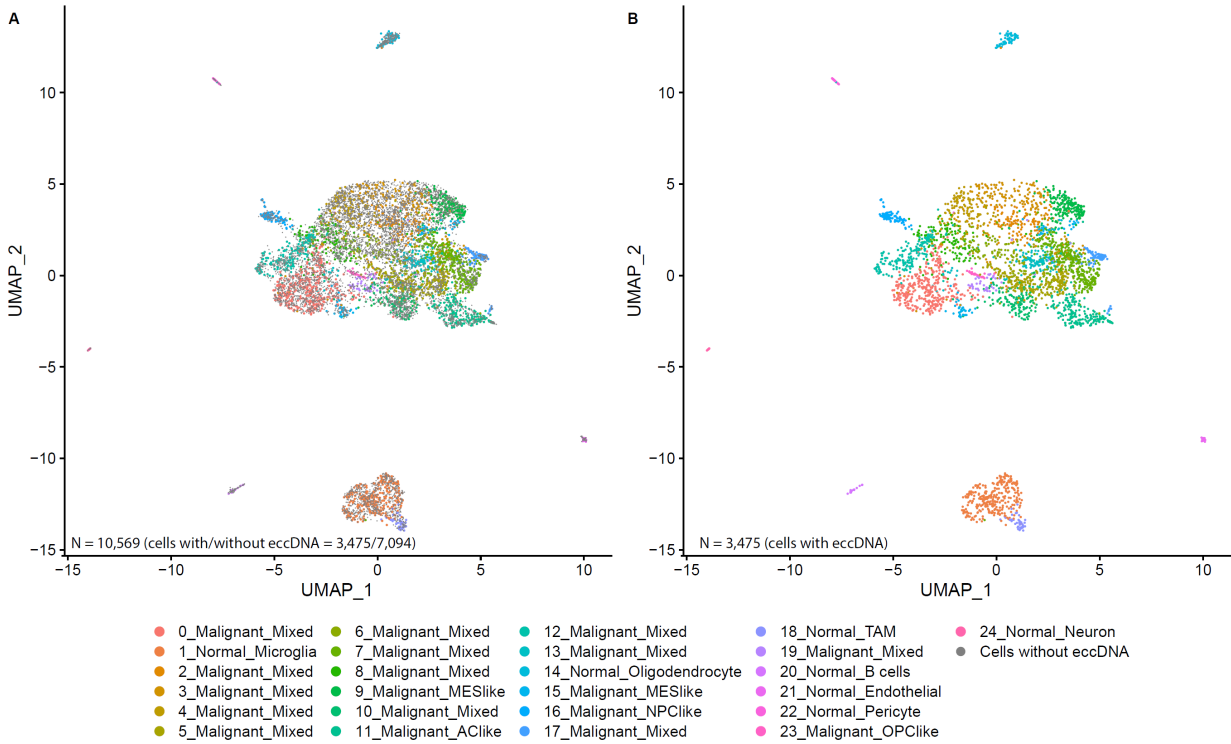 A
B
UMAP_2
10
5
0
−5
−10
−15
N = 10,569 (cells with/without eccDNA = 3,475/7,094)
−15
−10
−5
0
5
10
UMAP_1
UMAP_2
10
5
0
−5
−10
−15
N = 3,475 (cells with eccDNA)
−15
−10
−5
0
5
10
UMAP_1
0_Malignant_Mixed
1_Normal_Microglia
2_Malignant_Mixed
3_Malignant_Mixed
4_Malignant_Mixed
5_Malignant_Mixed
6_Malignant_Mixed
7_Malignant_Mixed
8_Malignant_Mixed
9_Malignant_MESlike
10_Malignant_Mixed
11_Malignant_AClike
12_Malignant_Mixed
13_Malignant_Mixed
14_Normal_Oligodendrocyte
15_Malignant_MESlike
16_Malignant_NPClike
17_Malignant_Mixed
18_Normal_TAM
19_Malignant_Mixed
20_Normal_B cells
21_Normal_Endothelial
22_Normal_Pericyte
23_Malignant_OPClike
24_Normal_Neuron
Cells without eccDNA